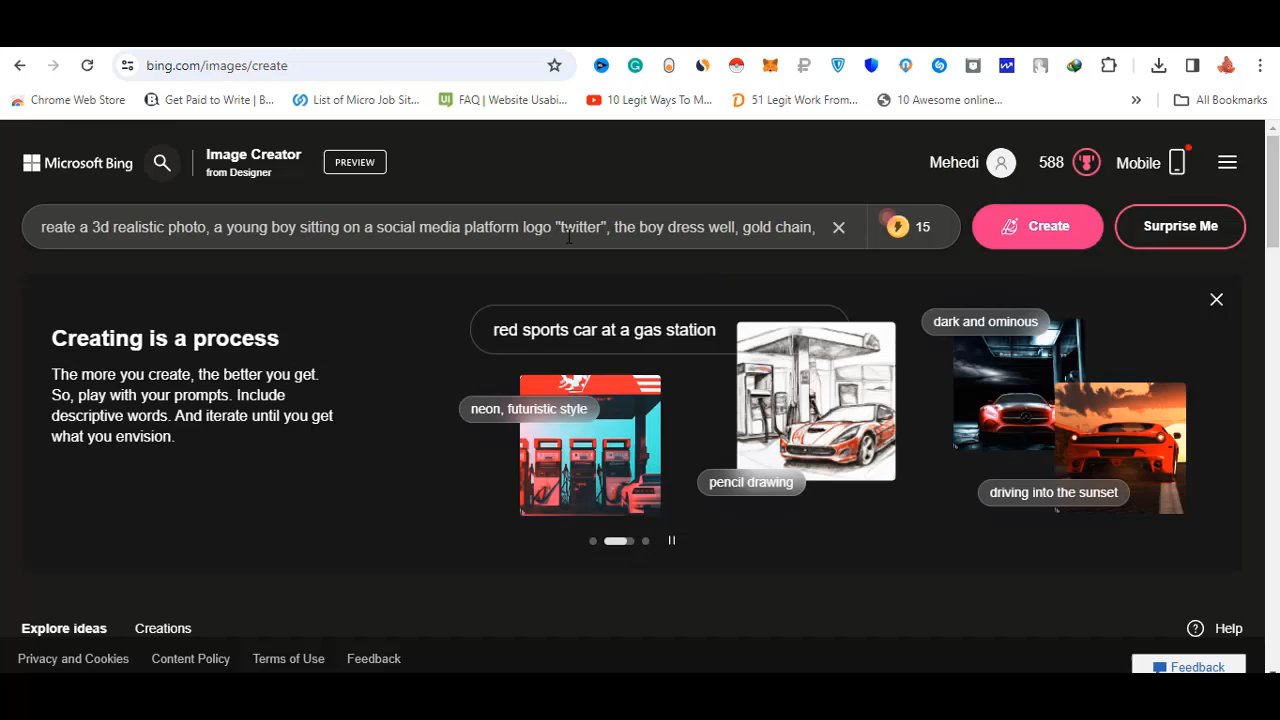 bing.com/images/create
Chrome Web Store
Get Paid to Write | B...
List of Micro Job Sit...
FAQ | Website Usabi...
10 Legit Ways To M...
51 Legit Work From...
10 Awesome online...
»
All Bookmarks
Microsoft Bing
Image Creator
from Designer
PREVIEW
Mehedi
588
Mobile
reate a 3d realistic photo, a young boy sitting on a social media platform logo "twitter", the boy dress well, gold chain,
15
Create
Surprise Me
Creating is a process
The more you create, the better you get.
So, play with your prompts. Include
descriptive words. And iterate until you get
what you envision.
red sports car at a gas station
neon, futuristic style
pencil drawing
dark and ominous
driving into the sunset
Explore ideas
Creations
Help
Privacy and Cookies
Content Policy
Terms of Use
Feedback
Feedback